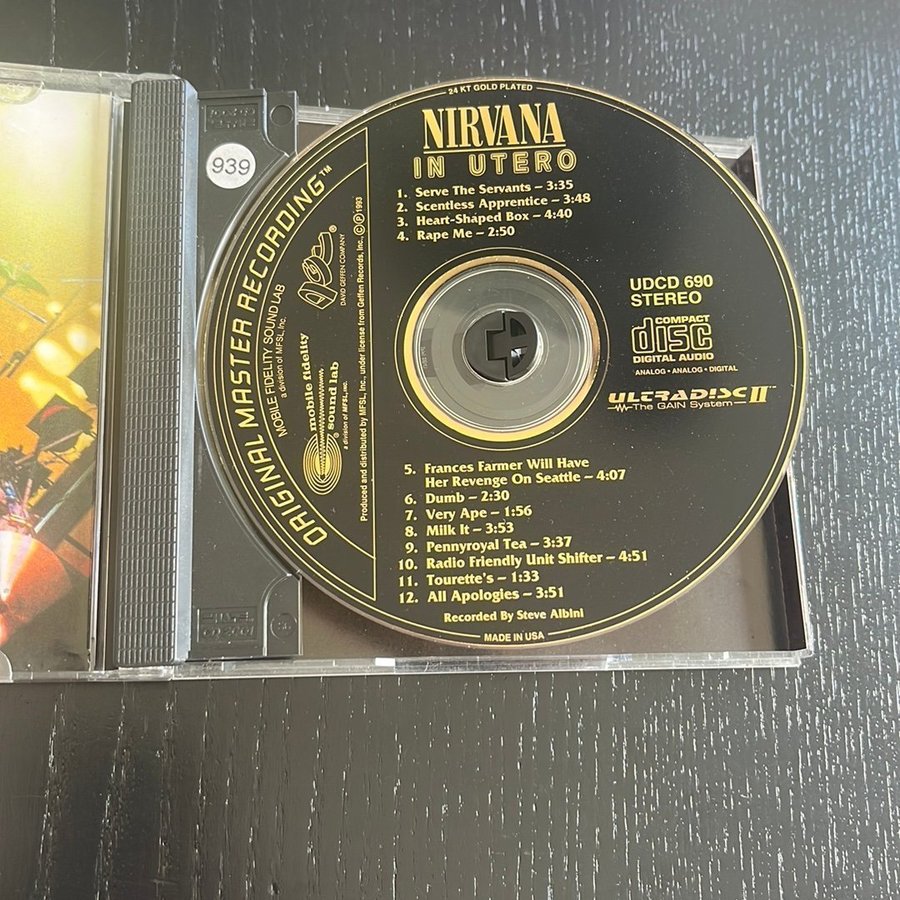 939
24 KT GOLD PLATED
NIRVANA
IN UTERO
1. Serve The Servants – 3:35
2. Scentless Apprentice – 3:48
3. Heart-Shaped Box – 4:40
4. Rape Me – 2:50
UDCD 690
STEREO
COMPACT
disc
DIGITAL AUDIO
ANALOG • ANALOG • DIGITAL
ULTRADISC II™
The GAIN System™
5. Frances Farmer Will Have
Her Revenge On Seattle – 4:07
6. Dumb – 2:30
7. Very Ape – 1:56
8. Milk It – 3:53
9. Pennyroyal Tea – 3:37
10. Radio Friendly Unit Shifter – 4:51
11. Tourette's – 1:33
12. All Apologies – 3:51
Recorded By Steve Albini
MADE IN USA
ORIGINAL MASTER RECORDING™
MOBILE FIDELITY SOUND LAB
a division of MFSL, Inc.
DAVID GEFFEN COMPANY
mobile fidelity
sound lab®
a division of MFSL, INC.
Produced and distributed by MFSL, Inc., under license from Geffen Records, Inc., ©℗ 1993